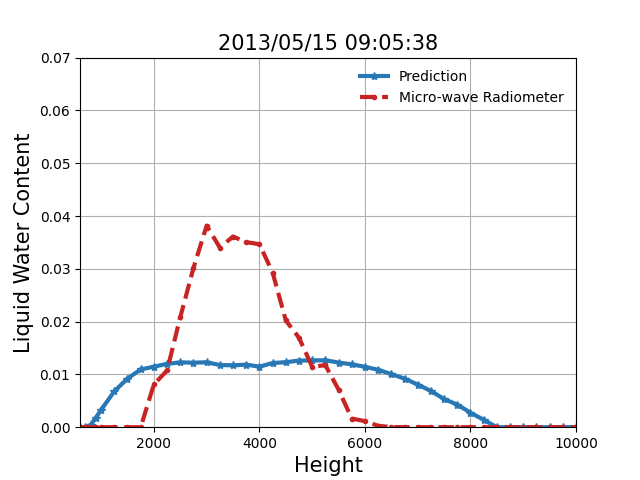 2013/05/15 09:05:38
Prediction
Micro-wave Radiometer
0.07
0.06
0.05
0.04
0.03
0.02
0.01
0.00
Liquid Water Content
2000 4000 6000 8000 10000
Height